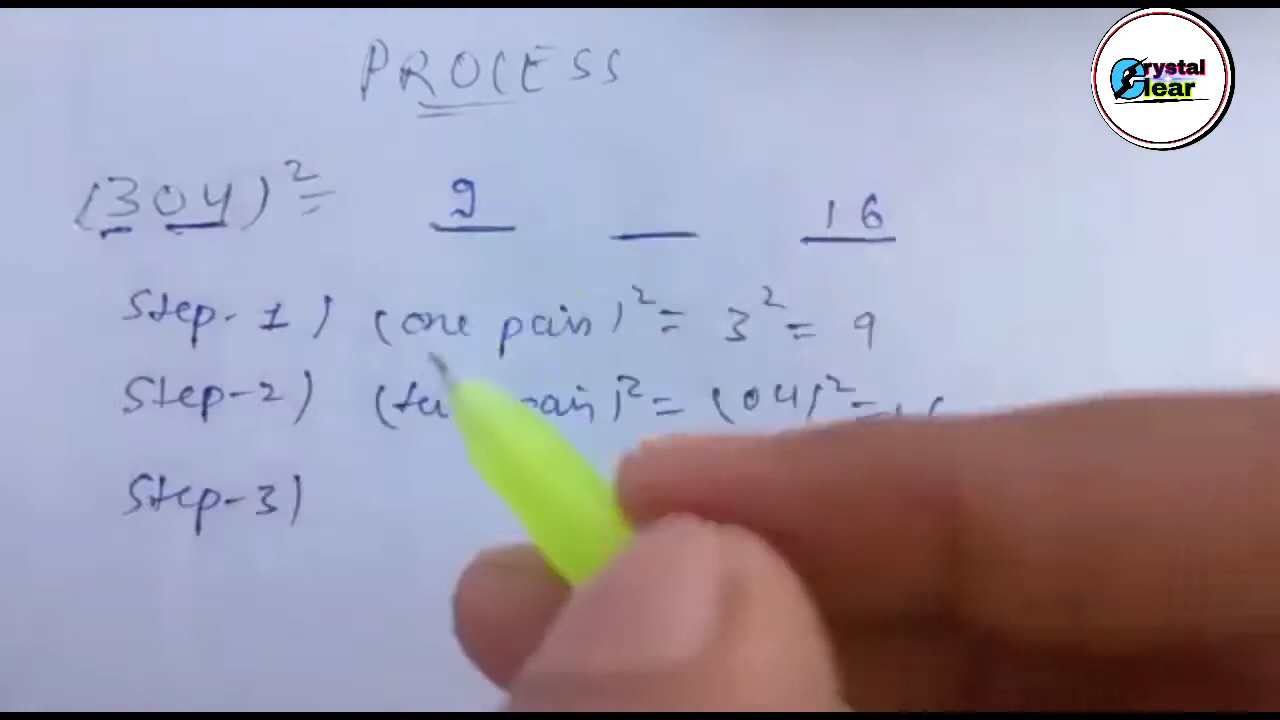 PROCESS
Crystal
Clear
(304)² = 9 __ 16
Step-1) (one pair)² = 3² = 9
Step-2) ( pair)² = (04)² =
Step-3)